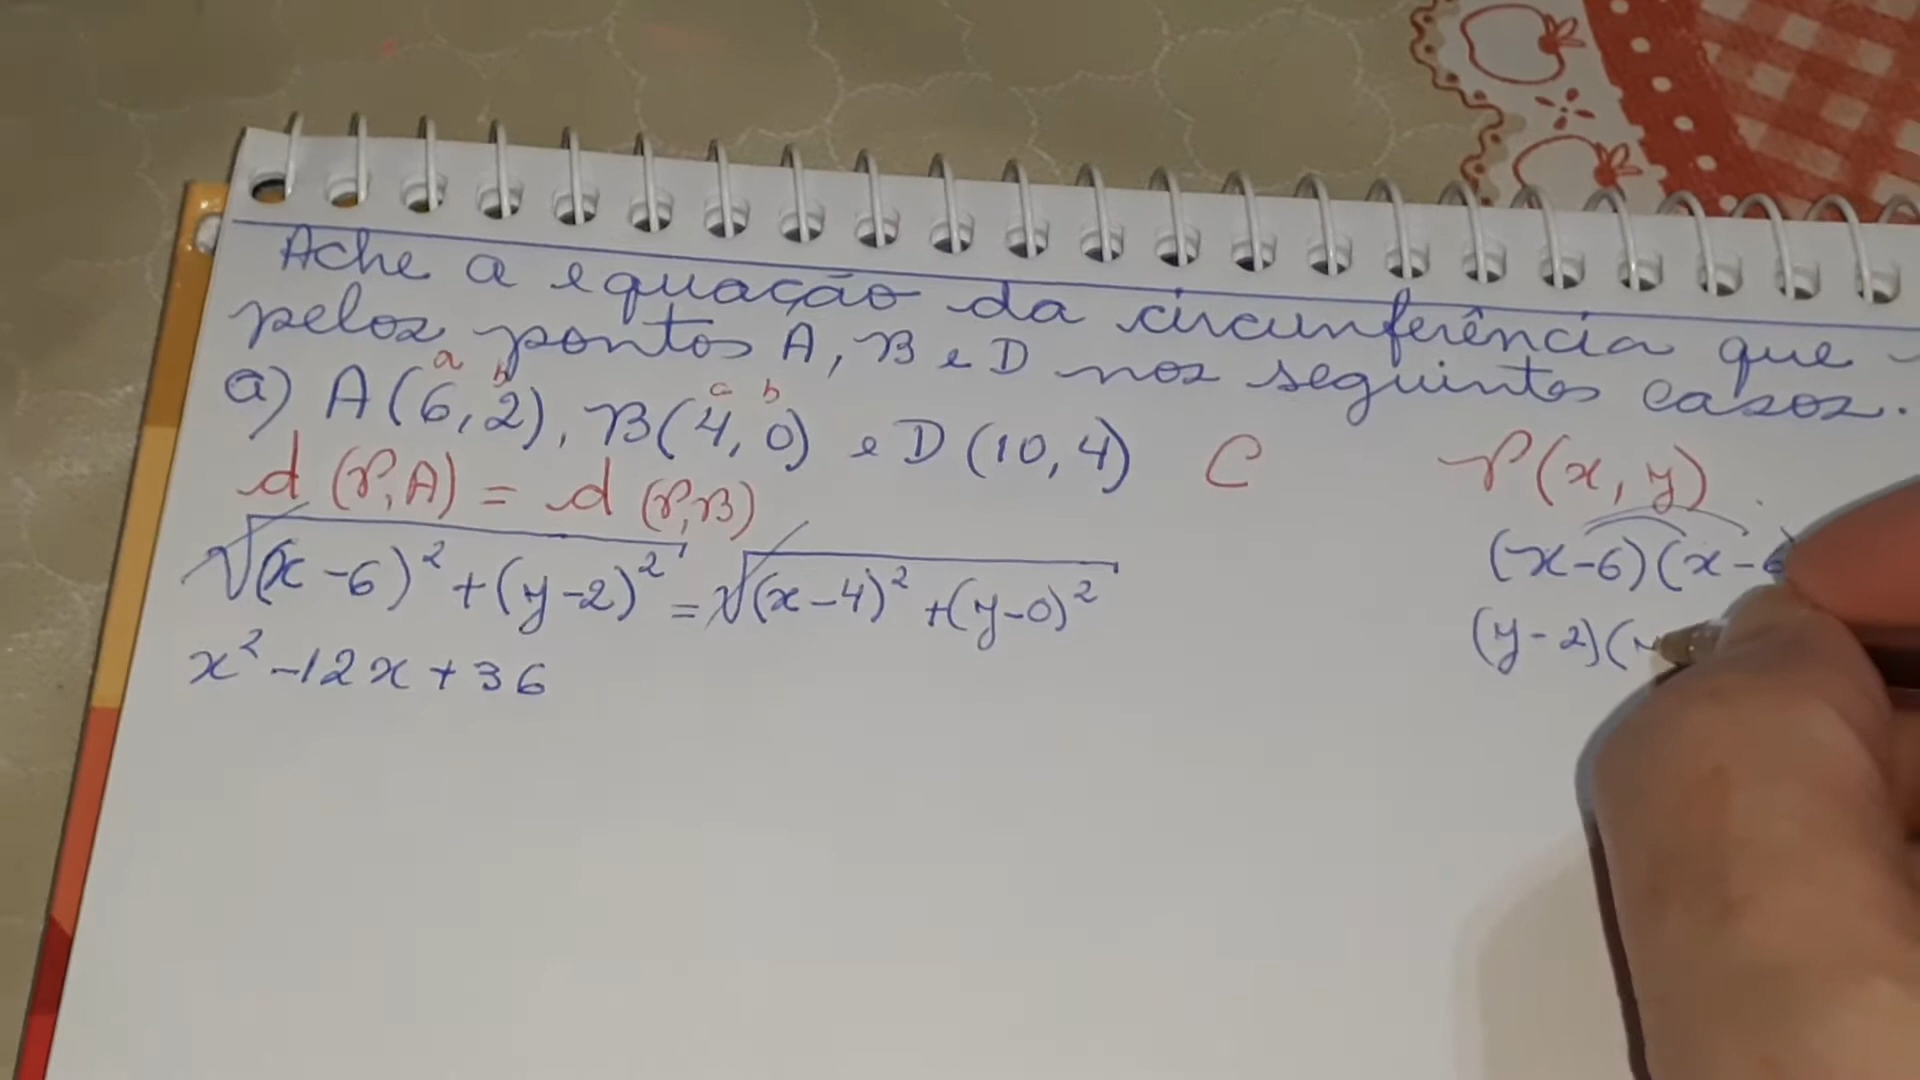 Ache a equação da circunferência que
pelos pontos A, B e D nos seguintes casos.
a b a b
a) A(6,2), B(4,0) e D(10,4) C P(x,y)
d(P,A) = d(P,B)
√(x-6)² + (y-2)² = √(x-4)² + (y-0)² (x-6)(x-6)
x² -12x + 36 (y-2)(